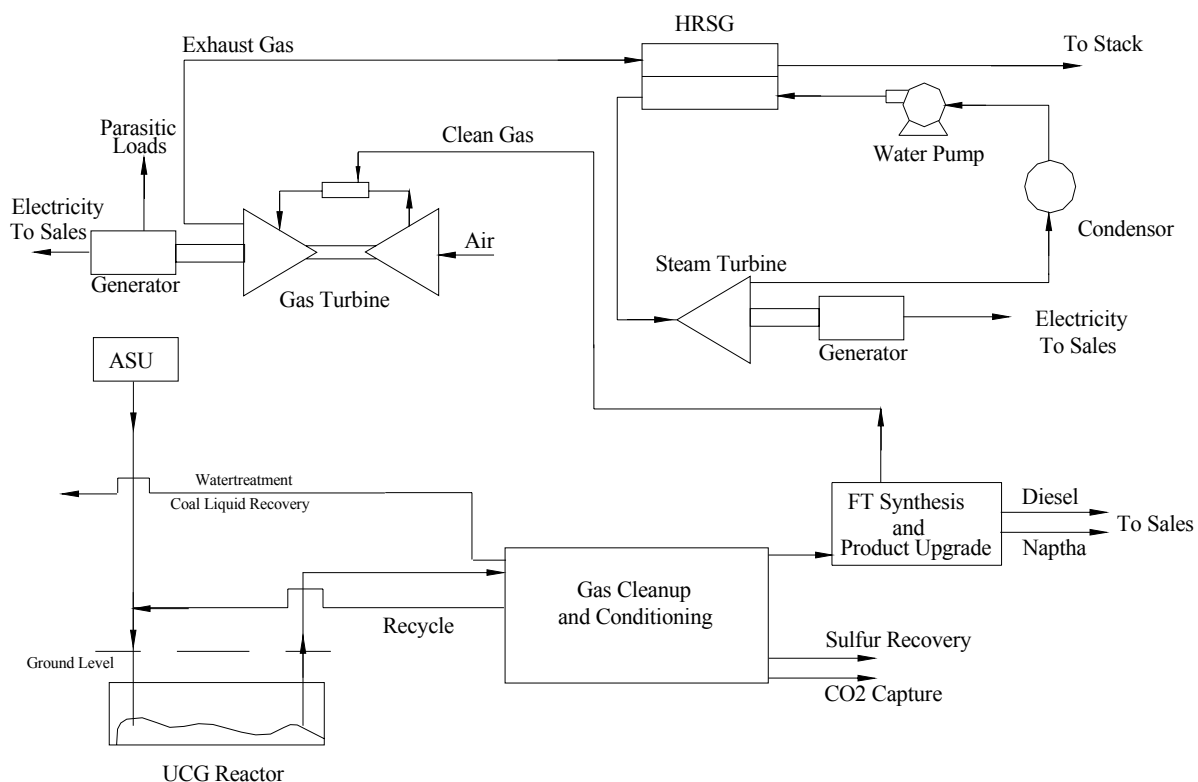 HRSG
Exhaust Gas
To Stack
Parasitic
Loads
Clean Gas
Water Pump
Electricity
To Sales
Air
Condensor
Generator
Gas Turbine
Steam Turbine
Electricity
To Sales
Generator
ASU
Watertreatment
Coal Liquid Recovery
FT Synthesis
and
Product Upgrade
Diesel
To Sales
Naptha
Gas Cleanup
and Conditioning
Recycle
Ground Level
Sulfur Recovery
CO2 Capture
UCG Reactor